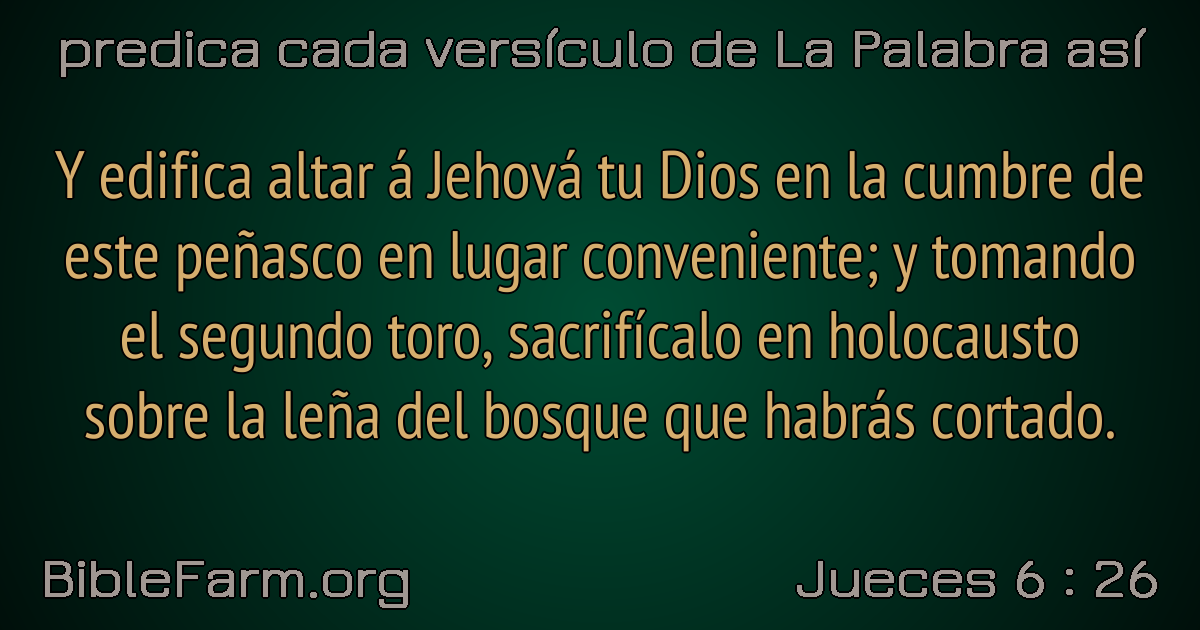 predica cada versículo de La Palabra así
Y edifica altar á Jehová tu Dios en la cumbre de
este peñasco en lugar conveniente; y tomando
el segundo toro, sacrifícalo en holocausto
sobre la leña del bosque que habrás cortado.
BibleFarm.org
Jueces 6 : 26